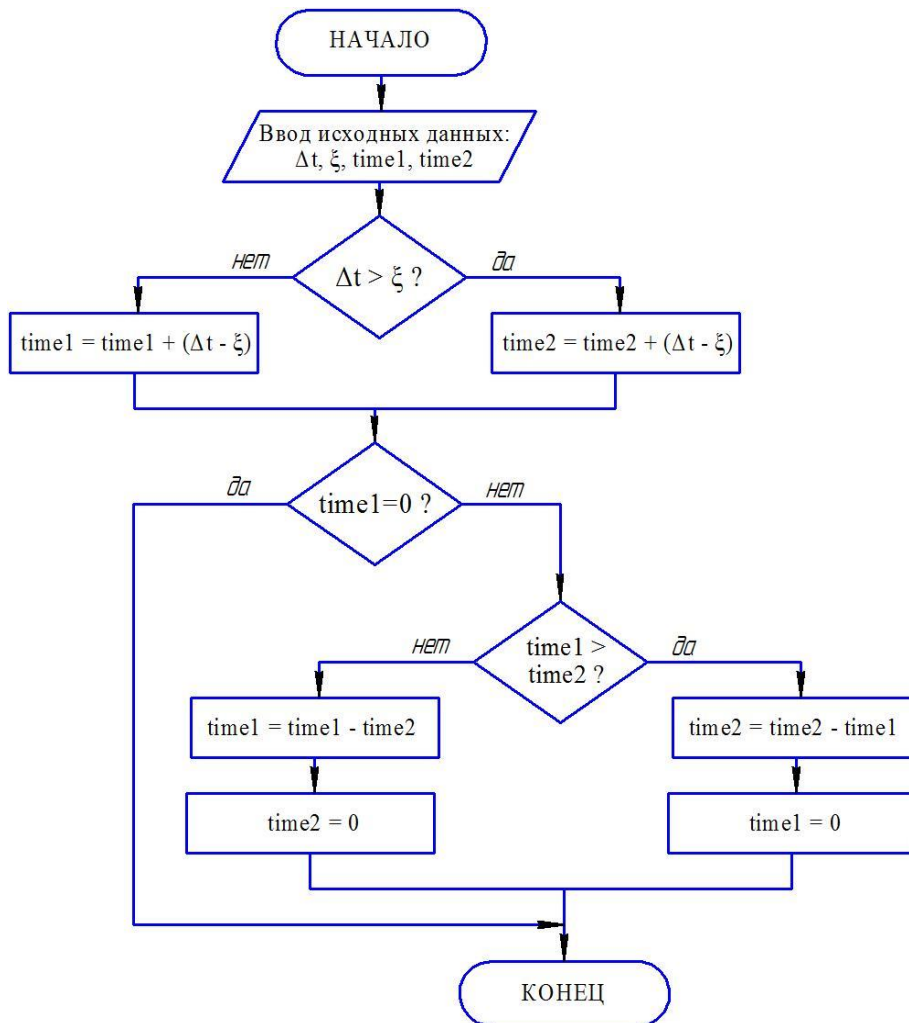 НАЧАЛО
Ввод исходных данных:
Δt, ξ, time1, time2
нет
Δt > ξ ?
да
time1 = time1 + (Δt - ξ)
time2 = time2 + (Δt - ξ)
да
time1=0 ?
нет
нет
time1 >
time2 ?
да
time1 = time1 - time2
time2 = time2 - time1
time2 = 0
time1 = 0
КОНЕЦ